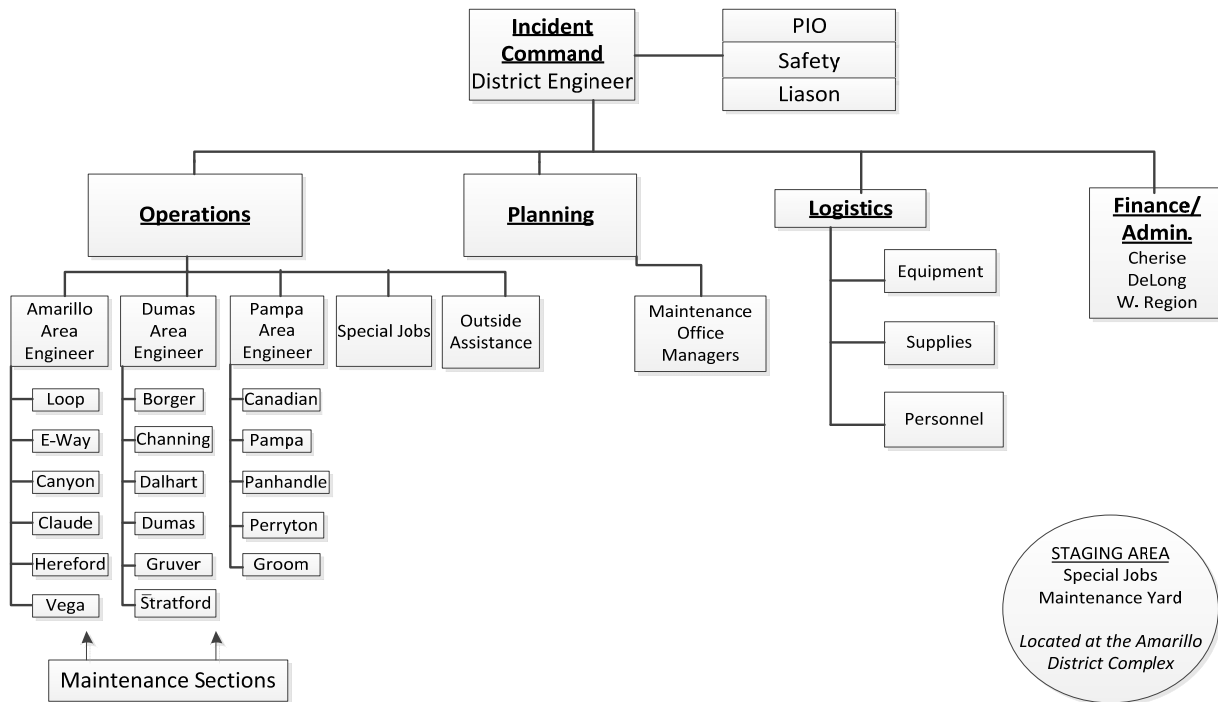 Incident
Command
District Engineer
PIO
Safety
Liason
Operations
Planning
Logistics
Finance/
Admin.
Cherise
DeLong
W. Region
Amarillo
Area
Engineer
Dumas
Area
Engineer
Pampa
Area
Engineer
Special Jobs
Outside
Assistance
Maintenance
Office
Managers
Equipment
Supplies
Personnel
Loop
E-Way
Canyon
Claude
Hereford
Vega
Borger
Channing
Dalhart
Dumas
Gruver
Stratford
Canadian
Pampa
Panhandle
Perryton
Groom
Maintenance Sections
STAGING AREA
Special Jobs
Maintenance Yard
Located at the Amarillo
District Complex